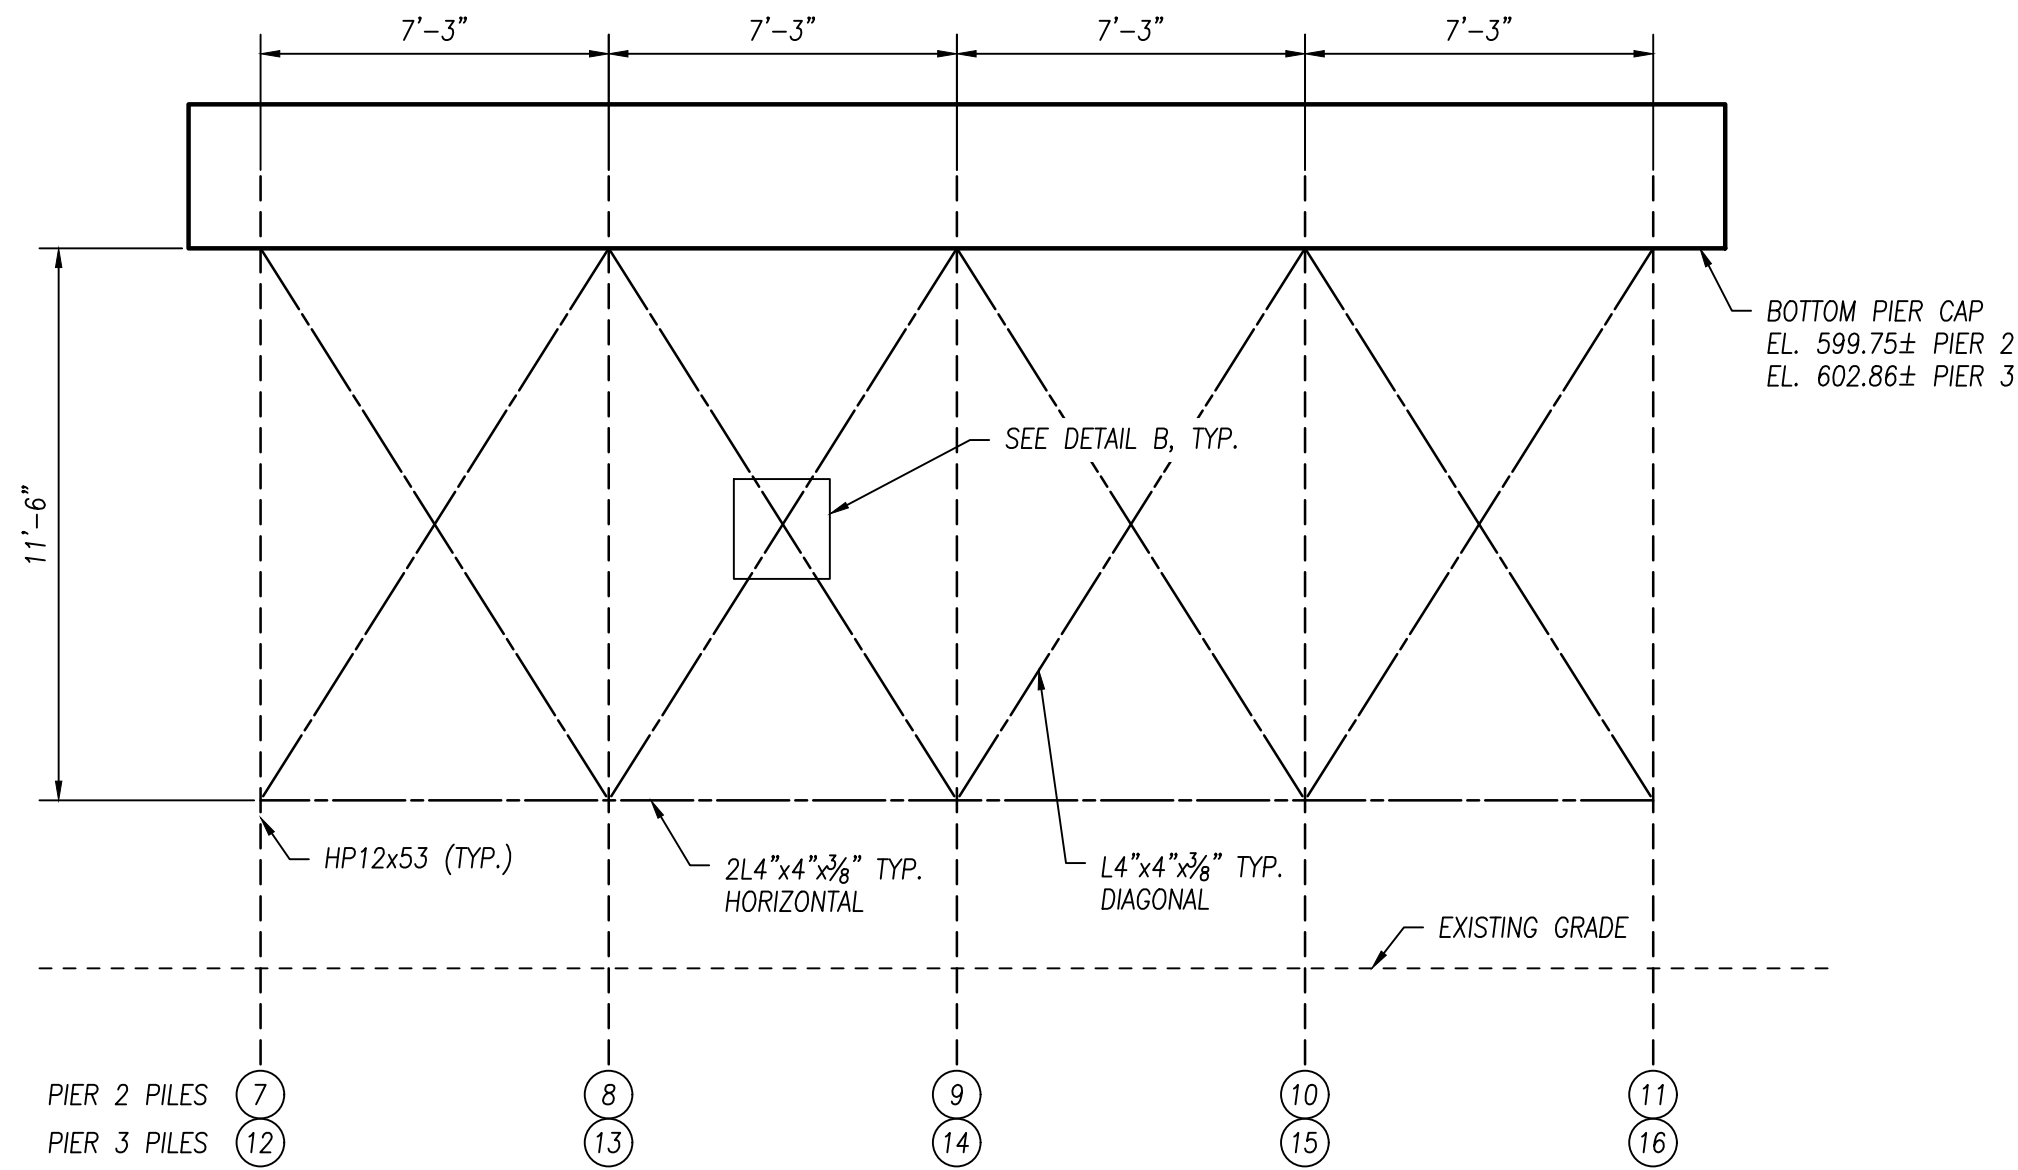 7'-3" 7'-3" 7'-3" 7'-3"
BOTTOM PIER CAP
EL. 599.75± PIER 2
EL. 602.86± PIER 3
SEE DETAIL B, TYP.
11'-6"
HP12x53 (TYP.)
2L4"x4"x3/8" TYP.
HORIZONTAL
L4"x4"x3/8" TYP.
DIAGONAL
EXISTING GRADE
PIER 2 PILES 7 8 9 10 11
PIER 3 PILES 12 13 14 15 16